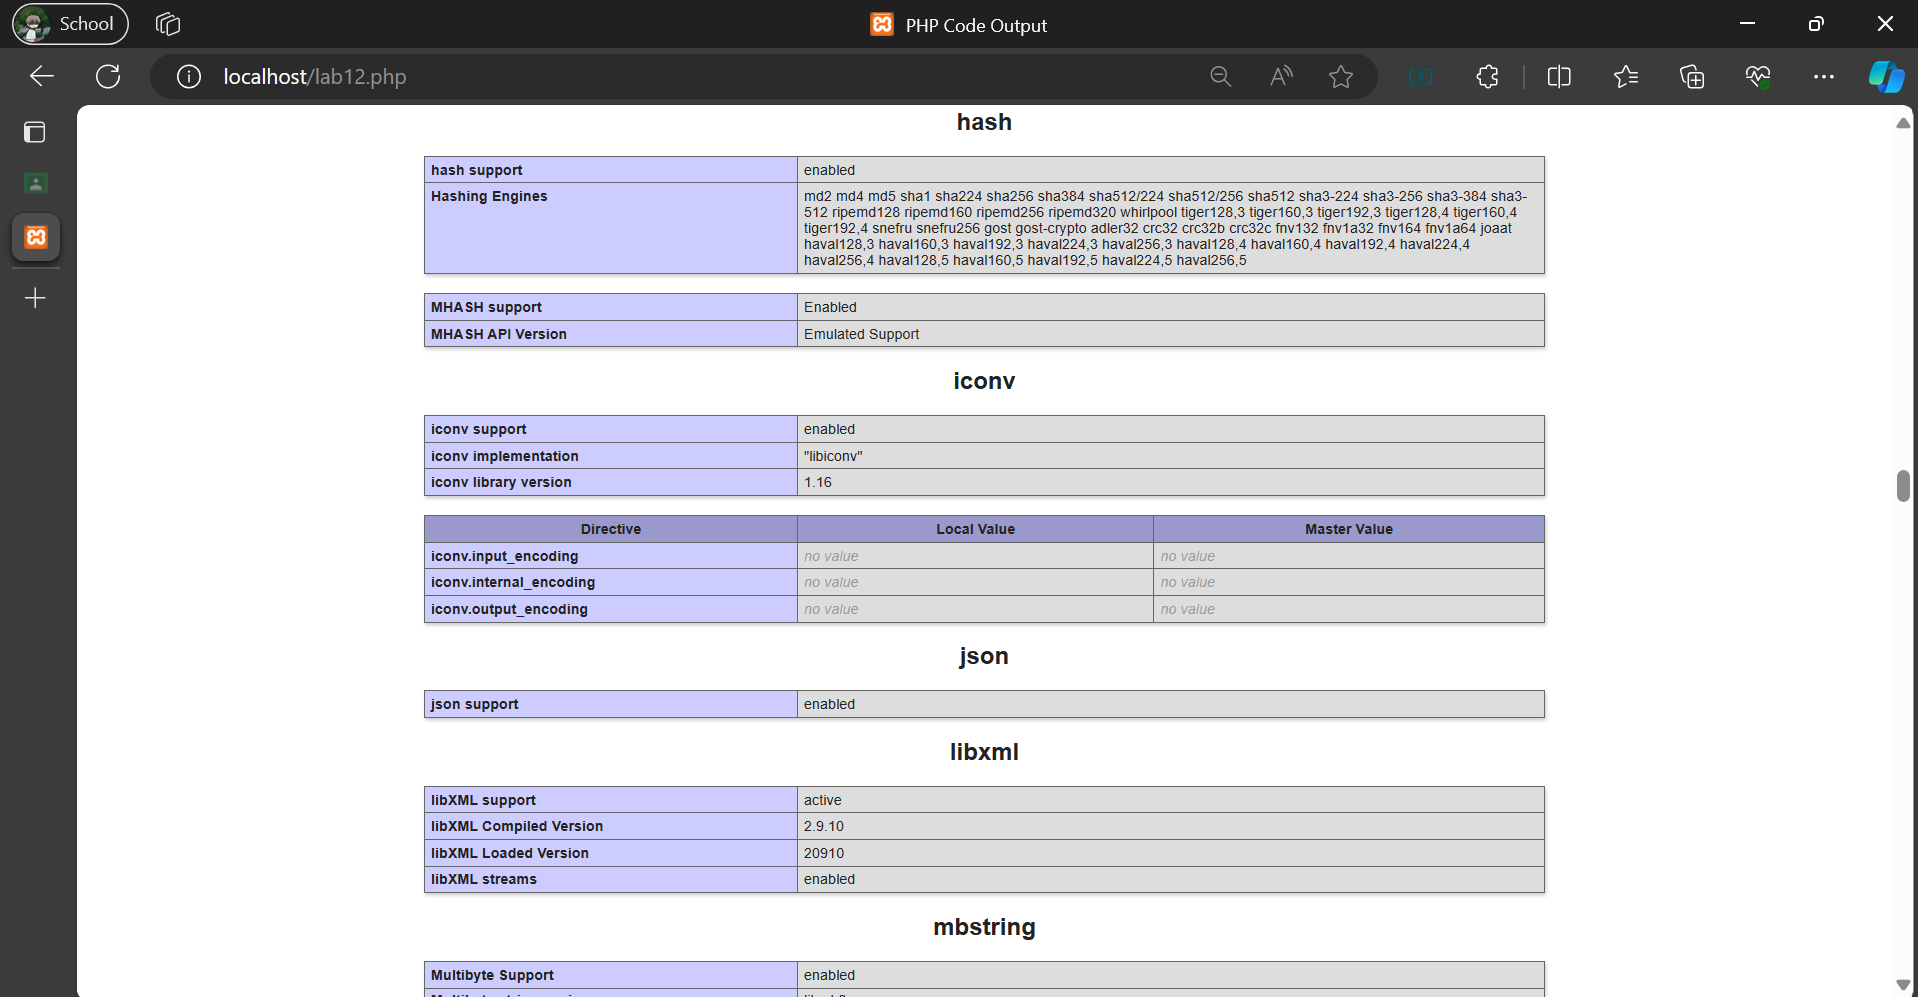 School
PHP Code Output
localhost/lab12.php
hash
hash support enabled
Hashing Engines md2 md4 md5 sha1 sha224 sha256 sha384 sha512/224 sha512/256 sha512 sha3-224 sha3-256 sha3-384 sha3-
512 ripemd128 ripemd160 ripemd256 ripemd320 whirlpool tiger128,3 tiger160,3 tiger192,3 tiger128,4 tiger160,4
tiger192,4 snefru snefru256 gost gost-crypto adler32 crc32 crc32b crc32c fnv132 fnv1a32 fnv164 fnv1a64 joaat
haval128,3 haval160,3 haval192,3 haval224,3 haval256,3 haval128,4 haval160,4 haval192,4 haval224,4
haval256,4 haval128,5 haval160,5 haval192,5 haval224,5 haval256,5
MHASH support Enabled
MHASH API Version Emulated Support
iconv
iconv support enabled
iconv implementation "libiconv"
iconv library version 1.16
Directive Local Value Master Value
iconv.input_encoding no value no value
iconv.internal_encoding no value no value
iconv.output_encoding no value no value
json
json support enabled
libxml
libXML support active
libXML Compiled Version 2.9.10
libXML Loaded Version 20910
libXML streams enabled
mbstring
Multibyte Support enabled